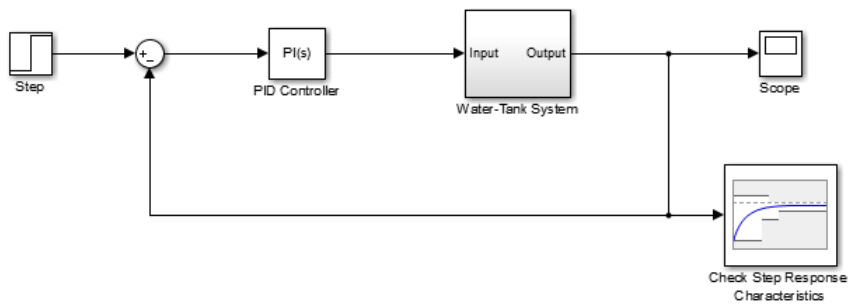 Step
+
-
PI(s)
PID Controller
Input
Output
Water-Tank System
Scope
Check Step Response
Characteristics